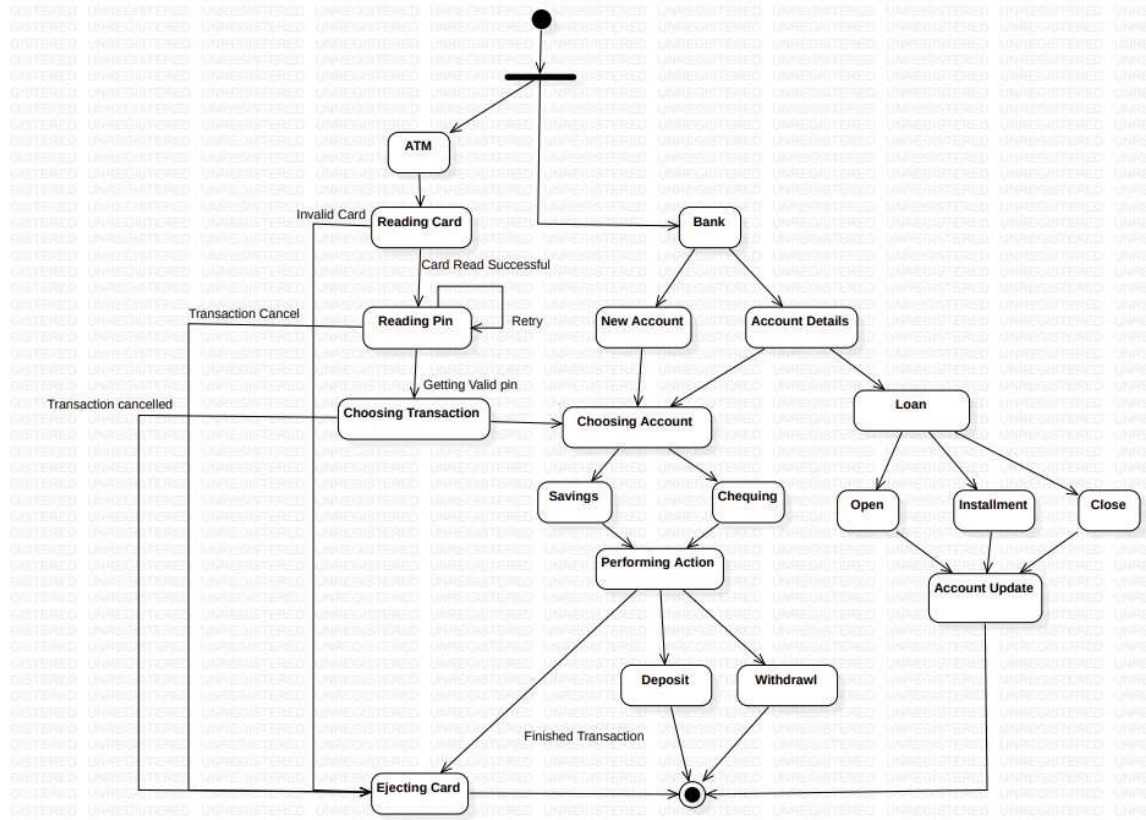 ATM
Invalid Card
Reading Card
Bank
Card Read Successful
Transaction Cancel
Reading Pin
Retry
New Account
Account Details
Getting Valid pin
Transaction cancelled
Choosing Transaction
Choosing Account
Loan
Savings
Chequing
Open
Installment
Close
Performing Action
Account Update
Deposit
Withdrawl
Finished Transaction
Ejecting Card